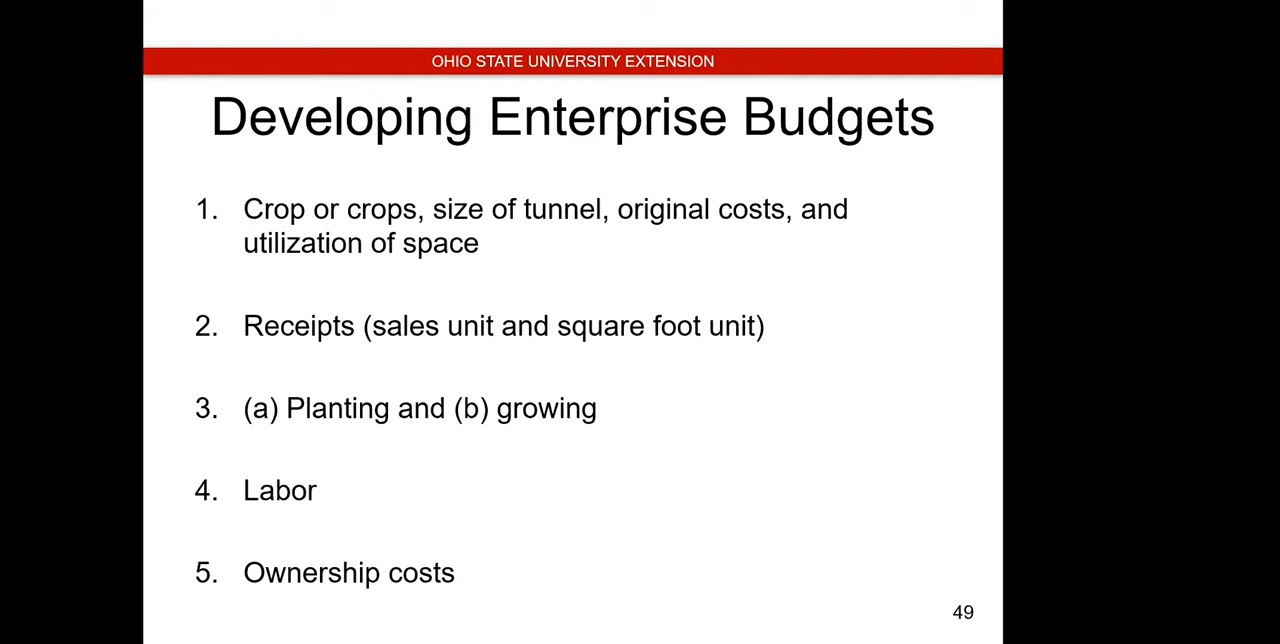 OHIO STATE UNIVERSITY EXTENSION
Developing Enterprise Budgets
1. Crop or crops, size of tunnel, original costs, and
utilization of space
2. Receipts (sales unit and square foot unit)
3. (a) Planting and (b) growing
4. Labor
5. Ownership costs
49